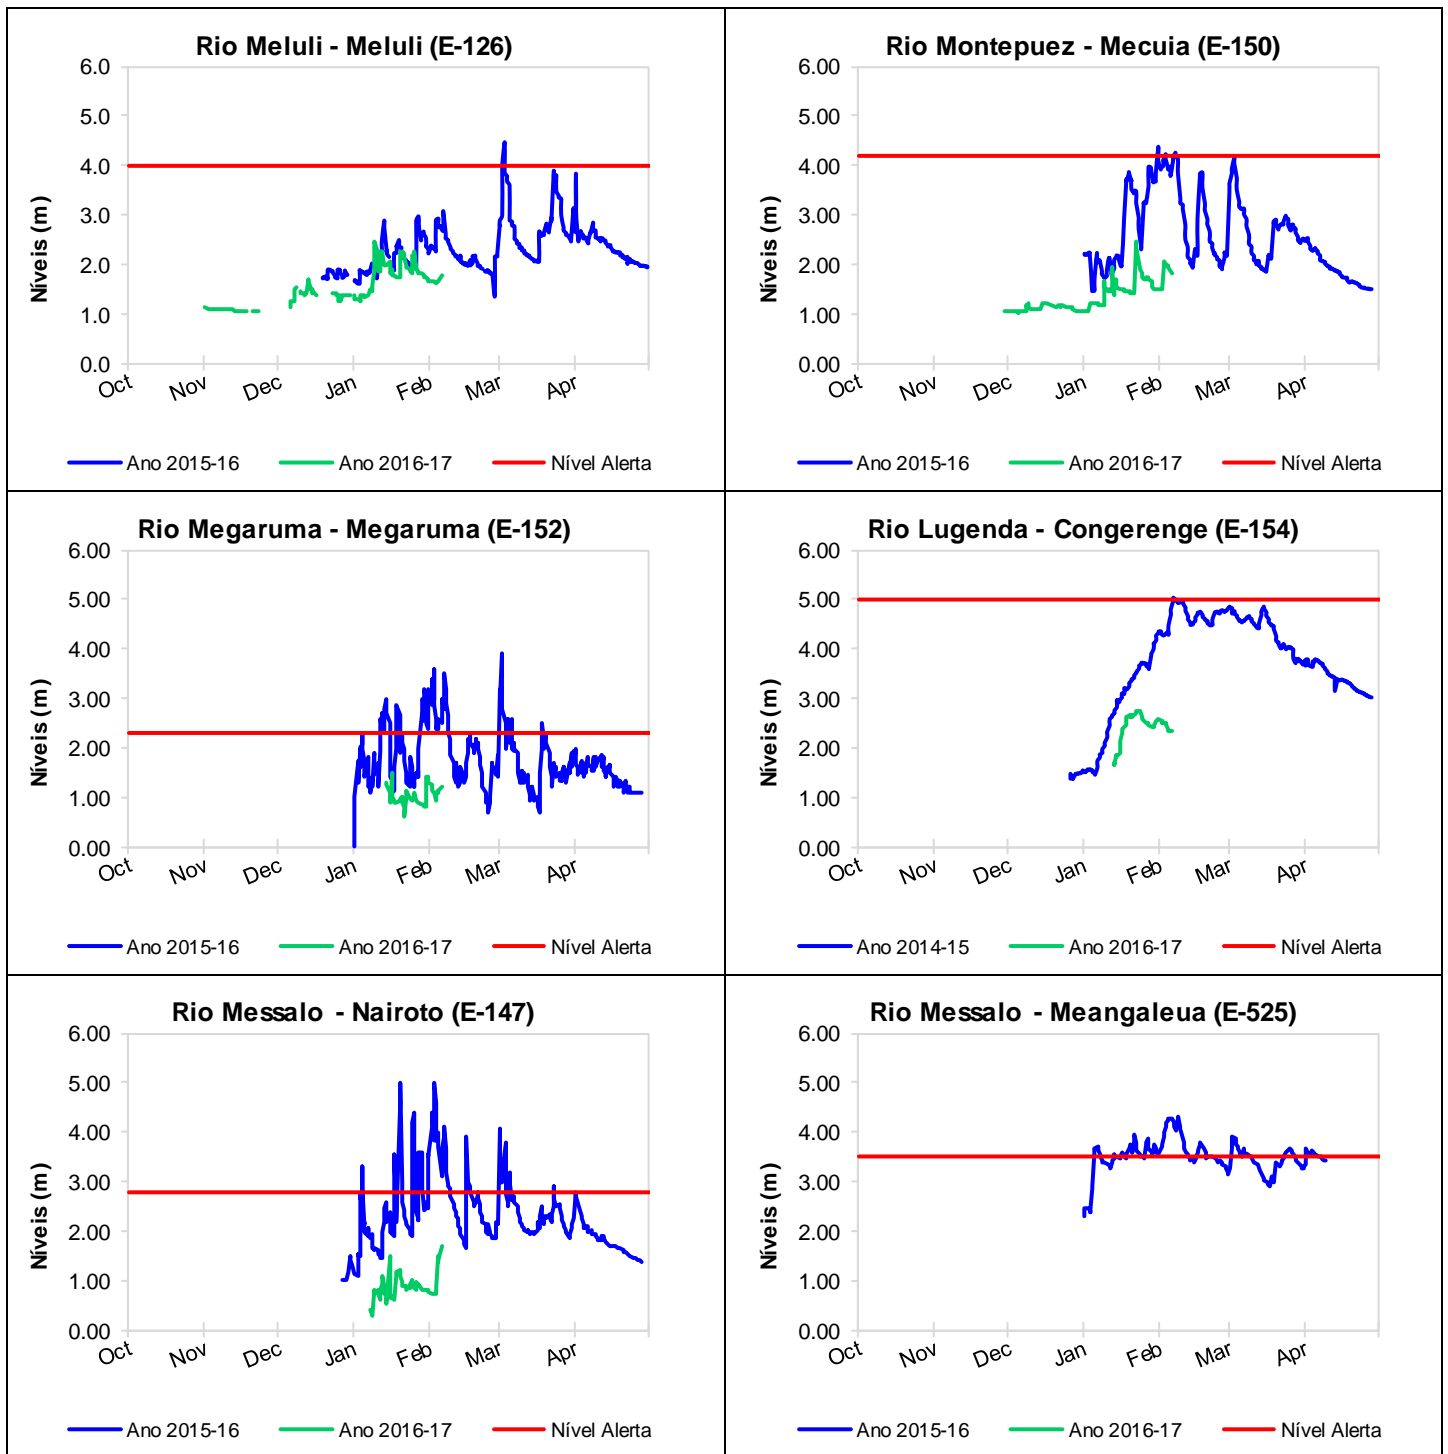 Rio Meluli - Meluli (E-126)
Níveis (m)
6.0
5.0
4.0
3.0
2.0
1.0
0.0
Oct Nov Dec Jan Feb Mar Apr
Ano 2015-16 Ano 2016-17 Nível Alerta
Rio Montepuez - Mecuia (E-150)
Níveis (m)
6.00
5.00
4.00
3.00
2.00
1.00
0.00
Oct Nov Dec Jan Feb Mar Apr
Ano 2015-16 Ano 2016-17 Nível Alerta
Rio Megaruma - Megaruma (E-152)
Níveis (m)
6.00
5.00
4.00
3.00
2.00
1.00
0.00
Oct Nov Dec Jan Feb Mar Apr
Ano 2015-16 Ano 2016-17 Nível Alerta
Rio Lugenda - Congerenge (E-154)
Níveis (m)
6.00
5.00
4.00
3.00
2.00
1.00
0.00
Oct Nov Dec Jan Feb Mar Apr
Ano 2014-15 Ano 2016-17 Nível Alerta
Rio Messalo - Nairoto (E-147)
Níveis (m)
6.00
5.00
4.00
3.00
2.00
1.00
0.00
Oct Nov Dec Jan Feb Mar Apr
Ano 2015-16 Ano 2016-17 Nível Alerta
Rio Messalo - Meangaleua (E-525)
Níveis (m)
6.00
5.00
4.00
3.00
2.00
1.00
0.00
Oct Nov Dec Jan Feb Mar Apr
Ano 2015-16 Ano 2016-17 Nível Alerta